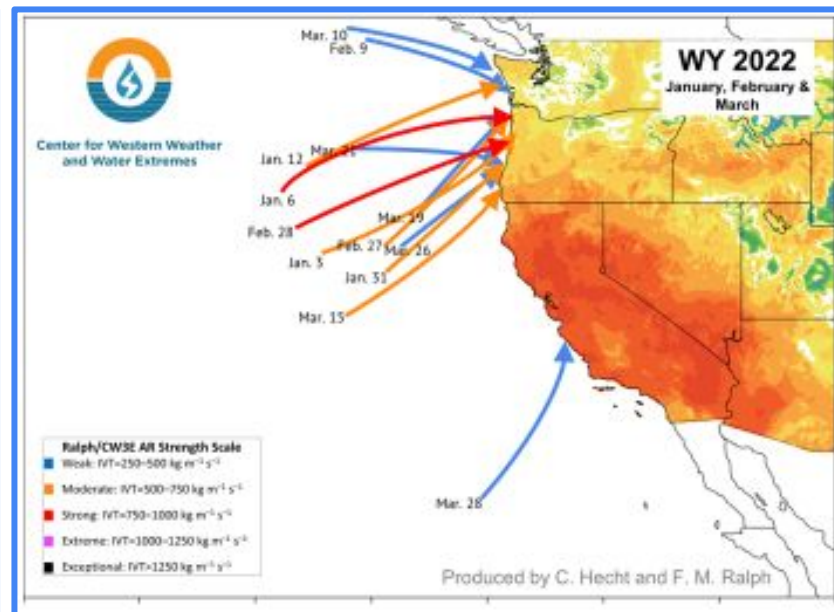 Mar. 10
Feb. 9
WY 2022
January, February &
March
Center for Western Weather
and Water Extremes
Jan. 12
Mar. 21
Jan. 6
Feb. 28
Mar. 19
Feb. 27
Mar. 26
Jan. 3
Jan. 31
Mar. 15
Mar. 28
Ralph/CW3E AR Strength Scale
Weak: IVT=250–500 kg m⁻¹ s⁻¹
Moderate: IVT=500–750 kg m⁻¹ s⁻¹
Strong: IVT=750–1000 kg m⁻¹ s⁻¹
Extreme: IVT=1000–1250 kg m⁻¹ s⁻¹
Exceptional: IVT>1250 kg m⁻¹ s⁻¹
Produced by C. Hecht and F. M. Ralph